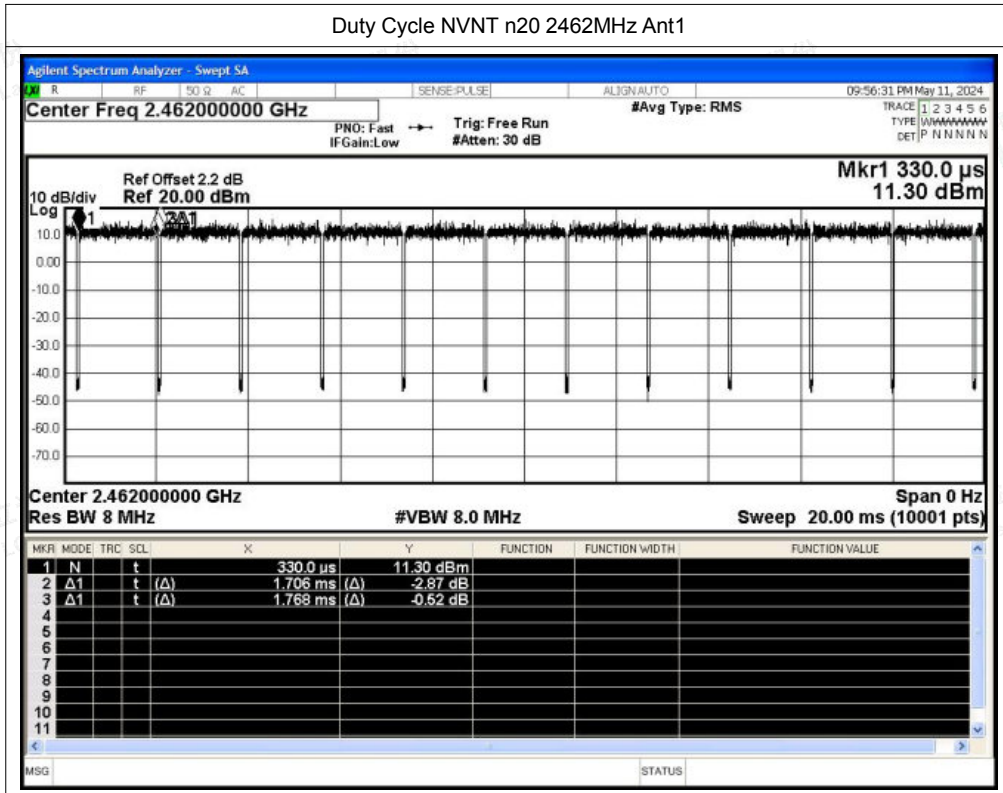 Duty Cycle NVNT n20 2462MHz Ant1
Agilent Spectrum Analyzer - Swept SA
LXI R RF 50 Ω AC SENSE:PULSE ALIGNAUTO 09:56:31 PM May 11, 2024
Center Freq 2.462000000 GHz #Avg Type: RMS TRACE 1 2 3 4 5 6
PNO: Fast Trig: Free Run TYPE WWWWWW
IFGain:Low #Atten: 30 dB DET P N N N N N
Mkr1 330.0 µs
Ref Offset 2.2 dB
10 dB/div Ref 20.00 dBm 11.30 dBm
Log
1 3Δ1
10.0
0.00
-10.0
-20.0
-30.0
-40.0
-50.0
-60.0
-70.0
Center 2.462000000 GHz Span 0 Hz
Res BW 8 MHz #VBW 8.0 MHz Sweep 20.00 ms (10001 pts)
MKR MODE TRC SCL X Y FUNCTION FUNCTION WIDTH FUNCTION VALUE
1 N t 330.0 µs 11.30 dBm
2 Δ1 t (Δ) 1.706 ms (Δ) -2.87 dB
3 Δ1 t (Δ) 1.768 ms (Δ) -0.52 dB
4
5
6
7
8
9
10
11
MSG STATUS